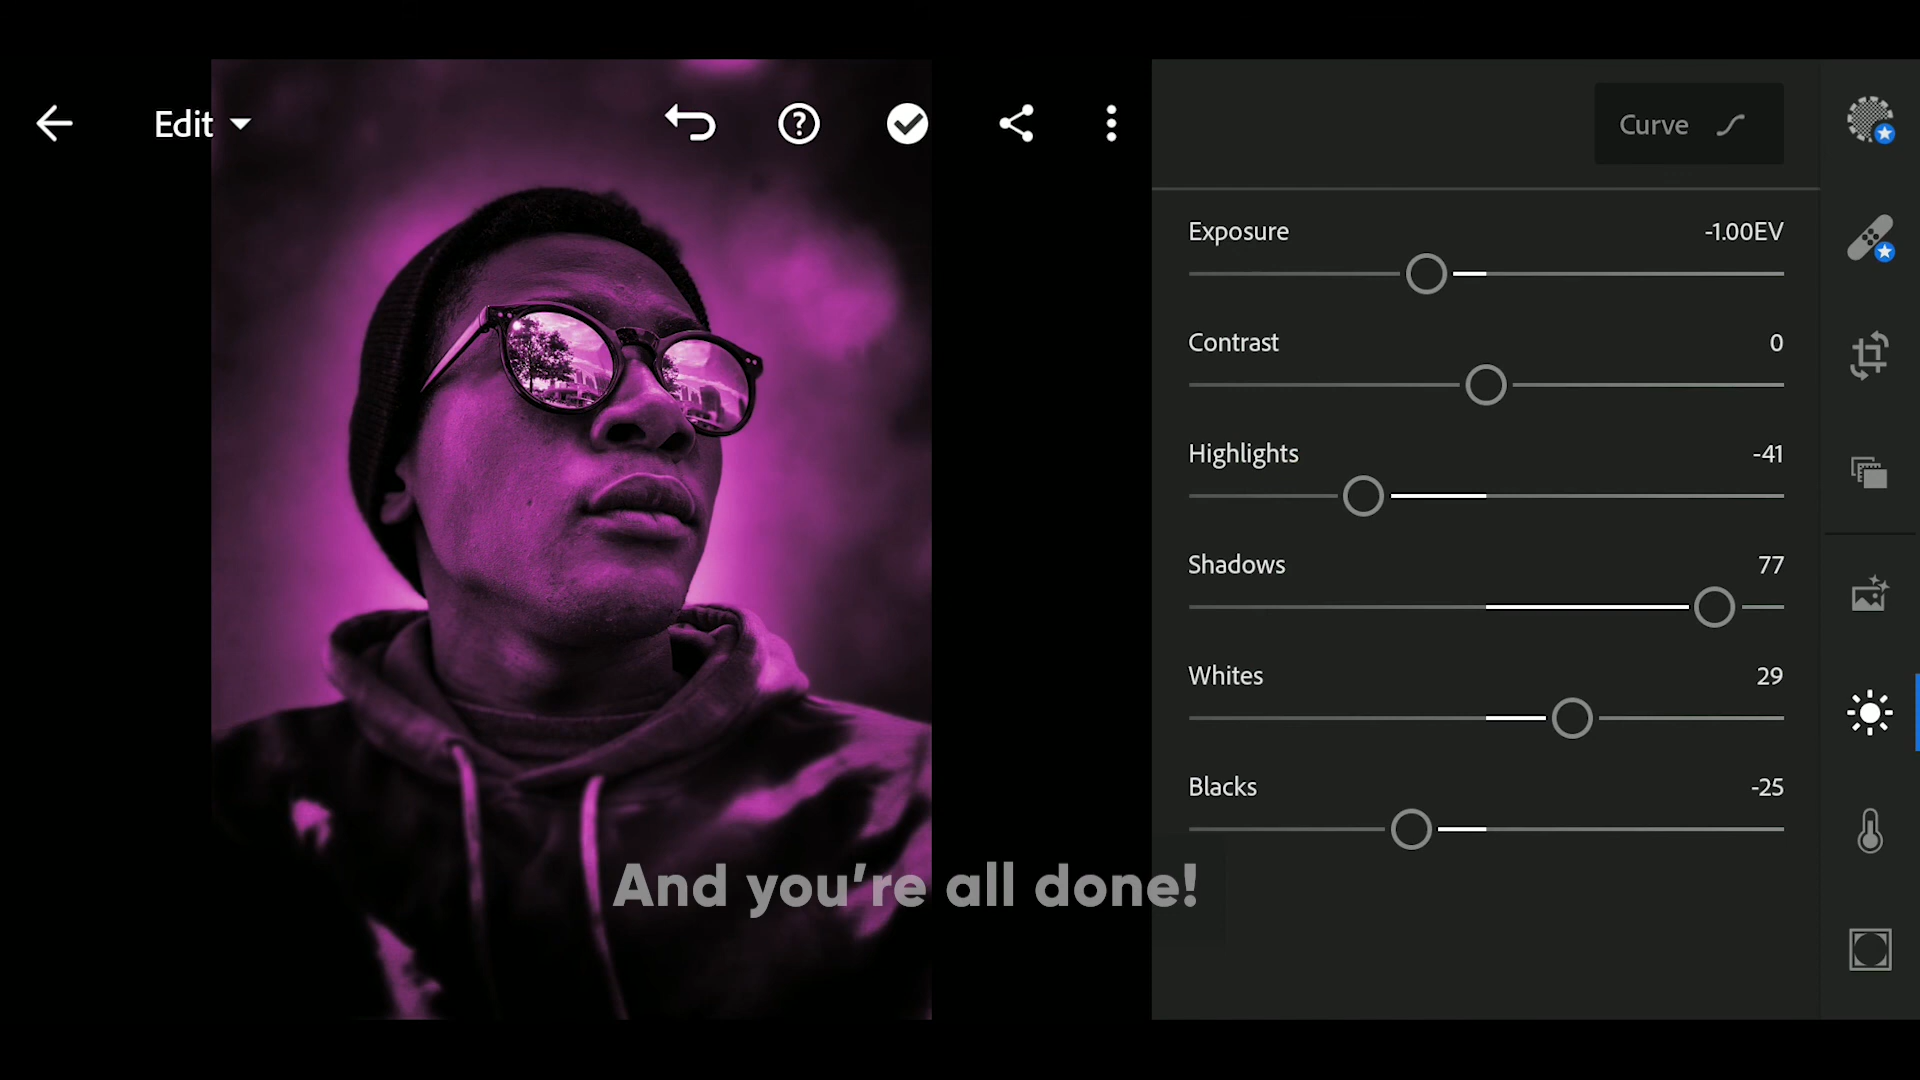 Edit
Curve
Exposure -1.00EV
Contrast 0
Highlights -41
Shadows 77
Whites 29
Blacks -25
And you’re all done!